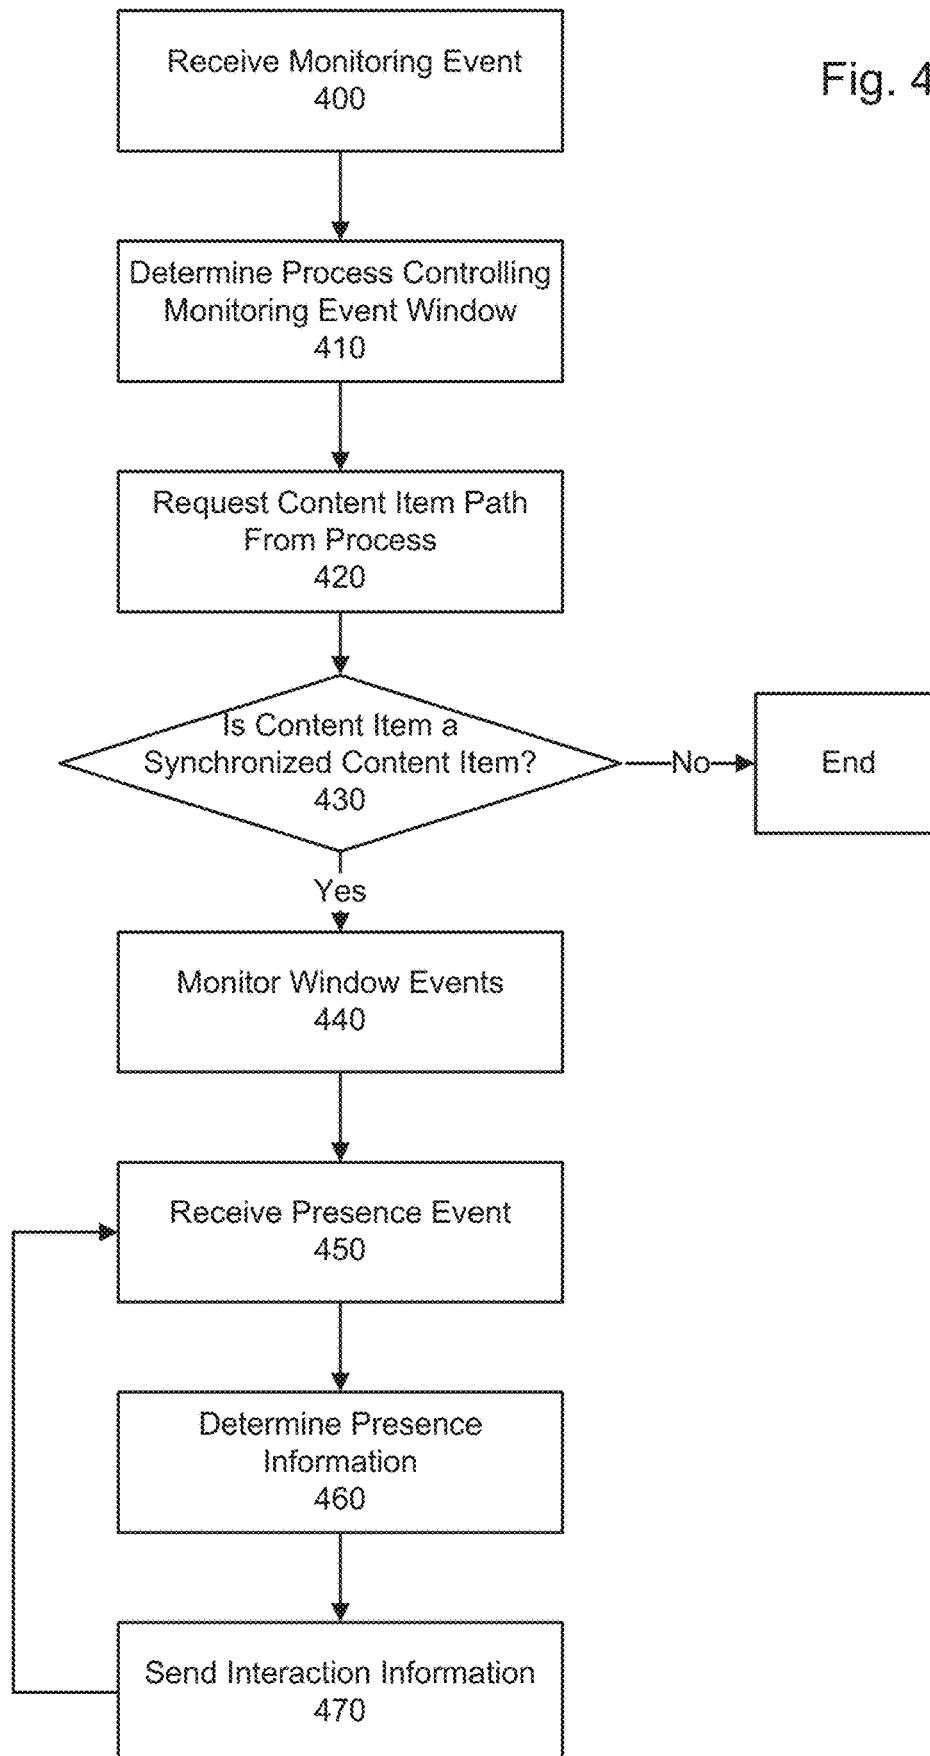 Receive Monitoring Event
400
Fig. 4
Determine Process Controlling
Monitoring Event Window
410
Request Content Item Path
From Process
420
Is Content Item a
Synchronized Content Item?
430
No
End
Yes
Monitor Window Events
440
Receive Presence Event
450
Determine Presence
Information
460
Send Interaction Information
470